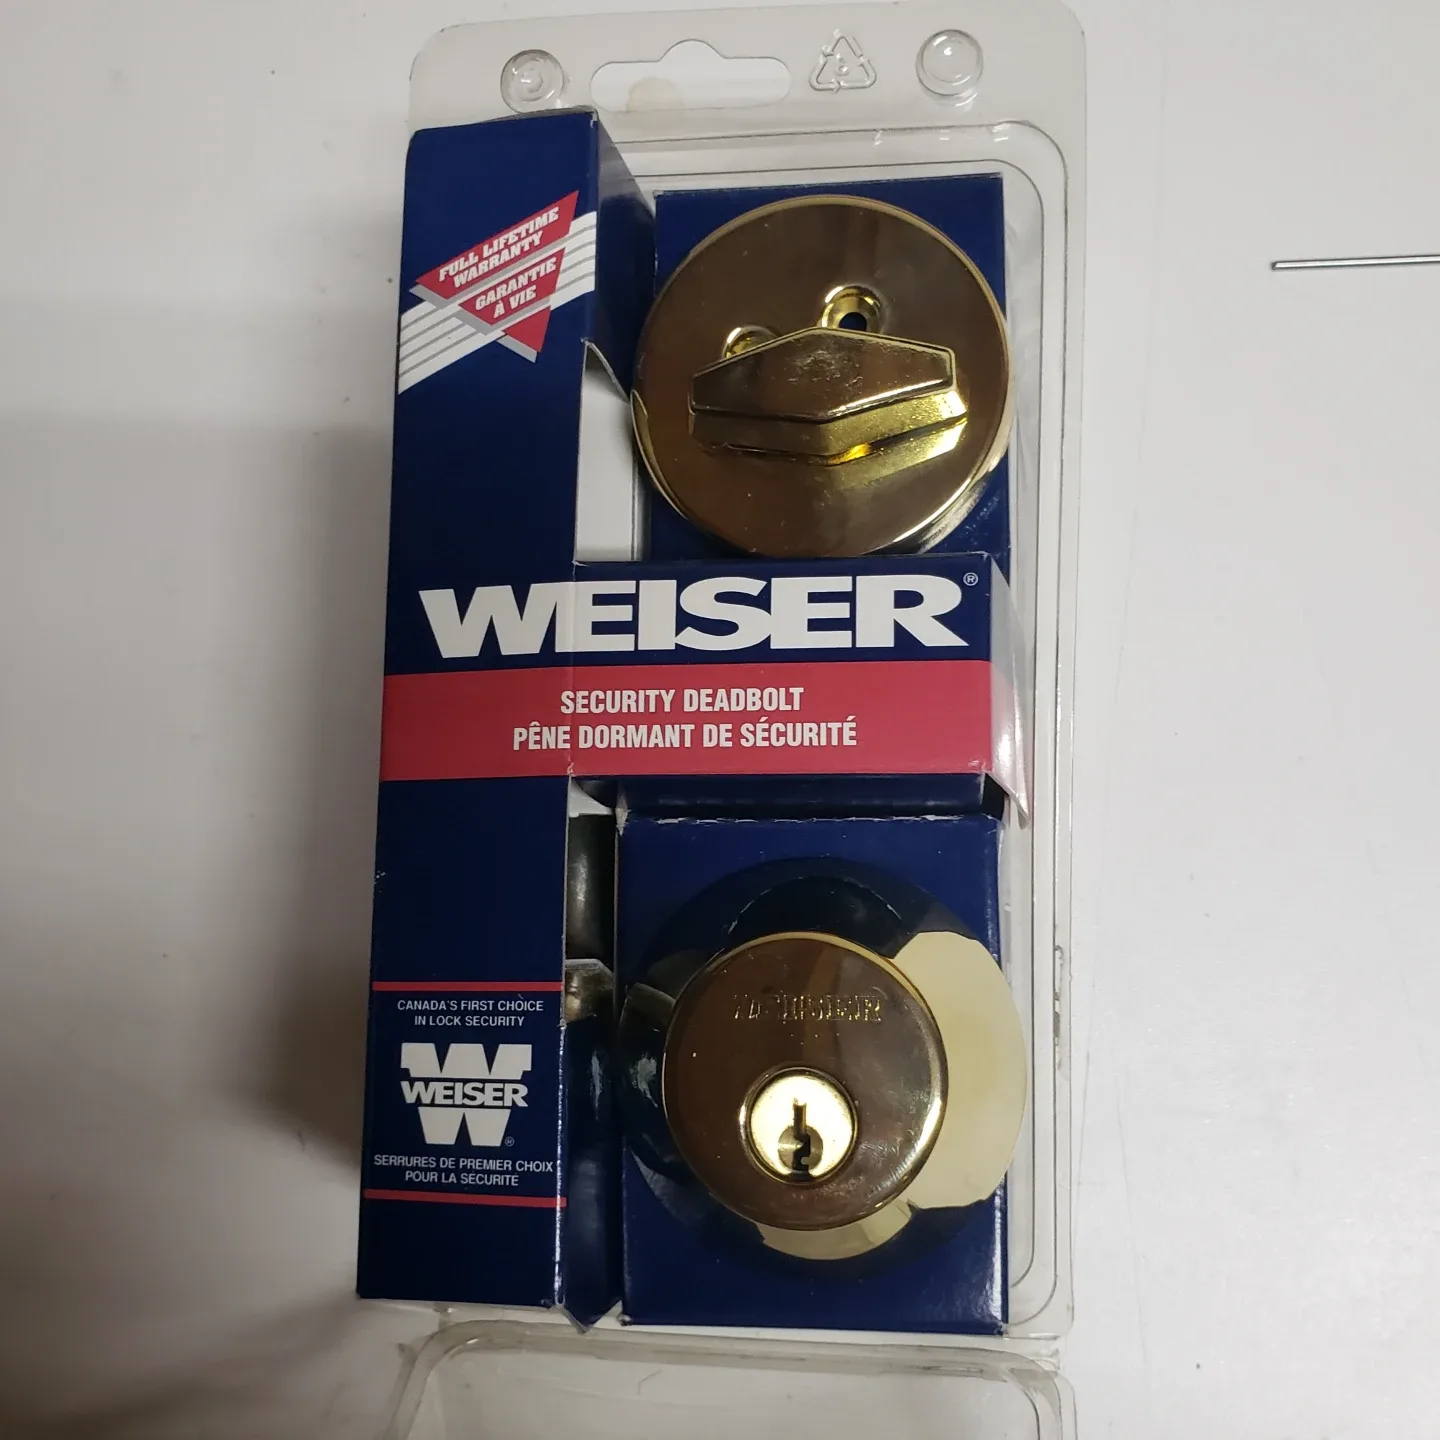 FULL LIFETIME
WARRANTY
GARANTIE
À VIE
WEISER®
SECURITY DEADBOLT
PÊNE DORMANT DE SÉCURITÉ
WEISER
CANADA'S FIRST CHOICE
IN LOCK SECURITY
WEISER
W®
SERRURES DE PREMIER CHOIX
POUR LA SÉCURITÉ